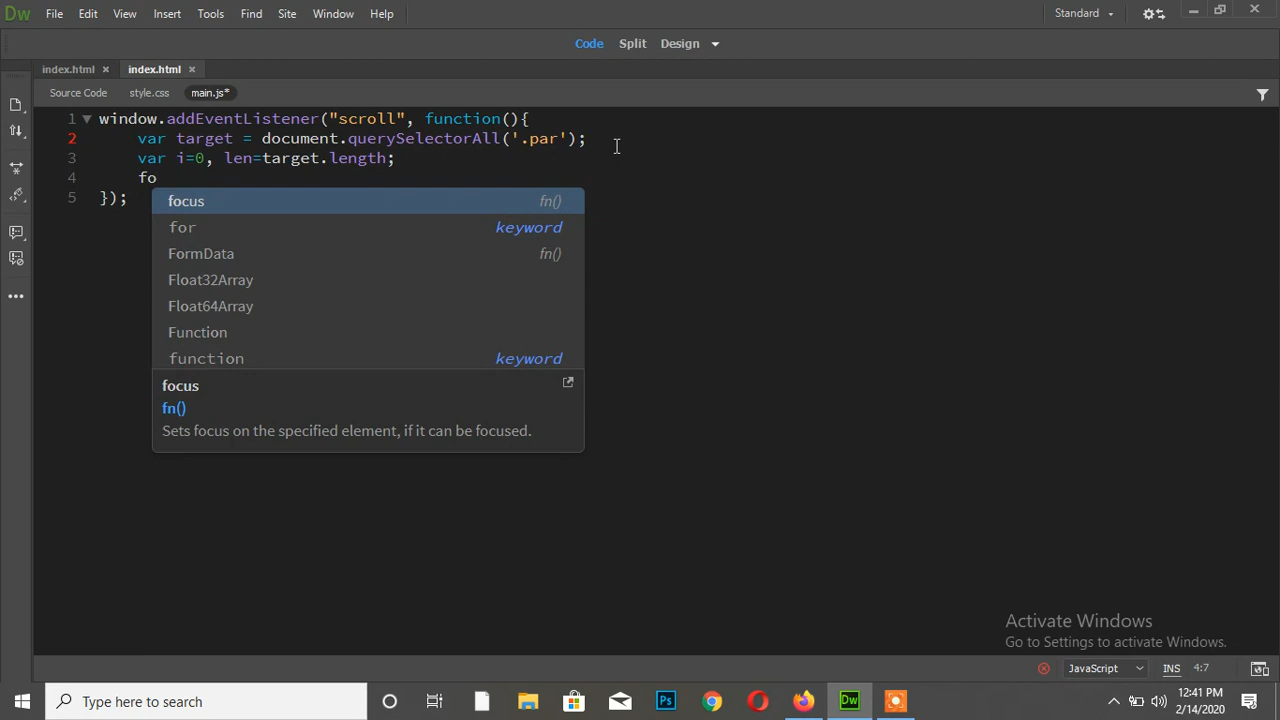 Dw File Edit View Insert Tools Find Site Window Help Standard
Code Split Design
index.html index.html
Source Code style.css main.js*
1 window.addEventListener("scroll", function(){
2 var target = document.querySelectorAll('.par');
3 var i=0, len=target.length;
4 fo
5 });
focus fn()
for keyword
FormData fn()
Float32Array
Float64Array
Function
function keyword
focus
fn()
Sets focus on the specified element, if it can be focused.
Activate Windows
Go to Settings to activate Windows.
JavaScript INS 4:7
Type here to search Ps Dw 12:41 PM
2/14/2020